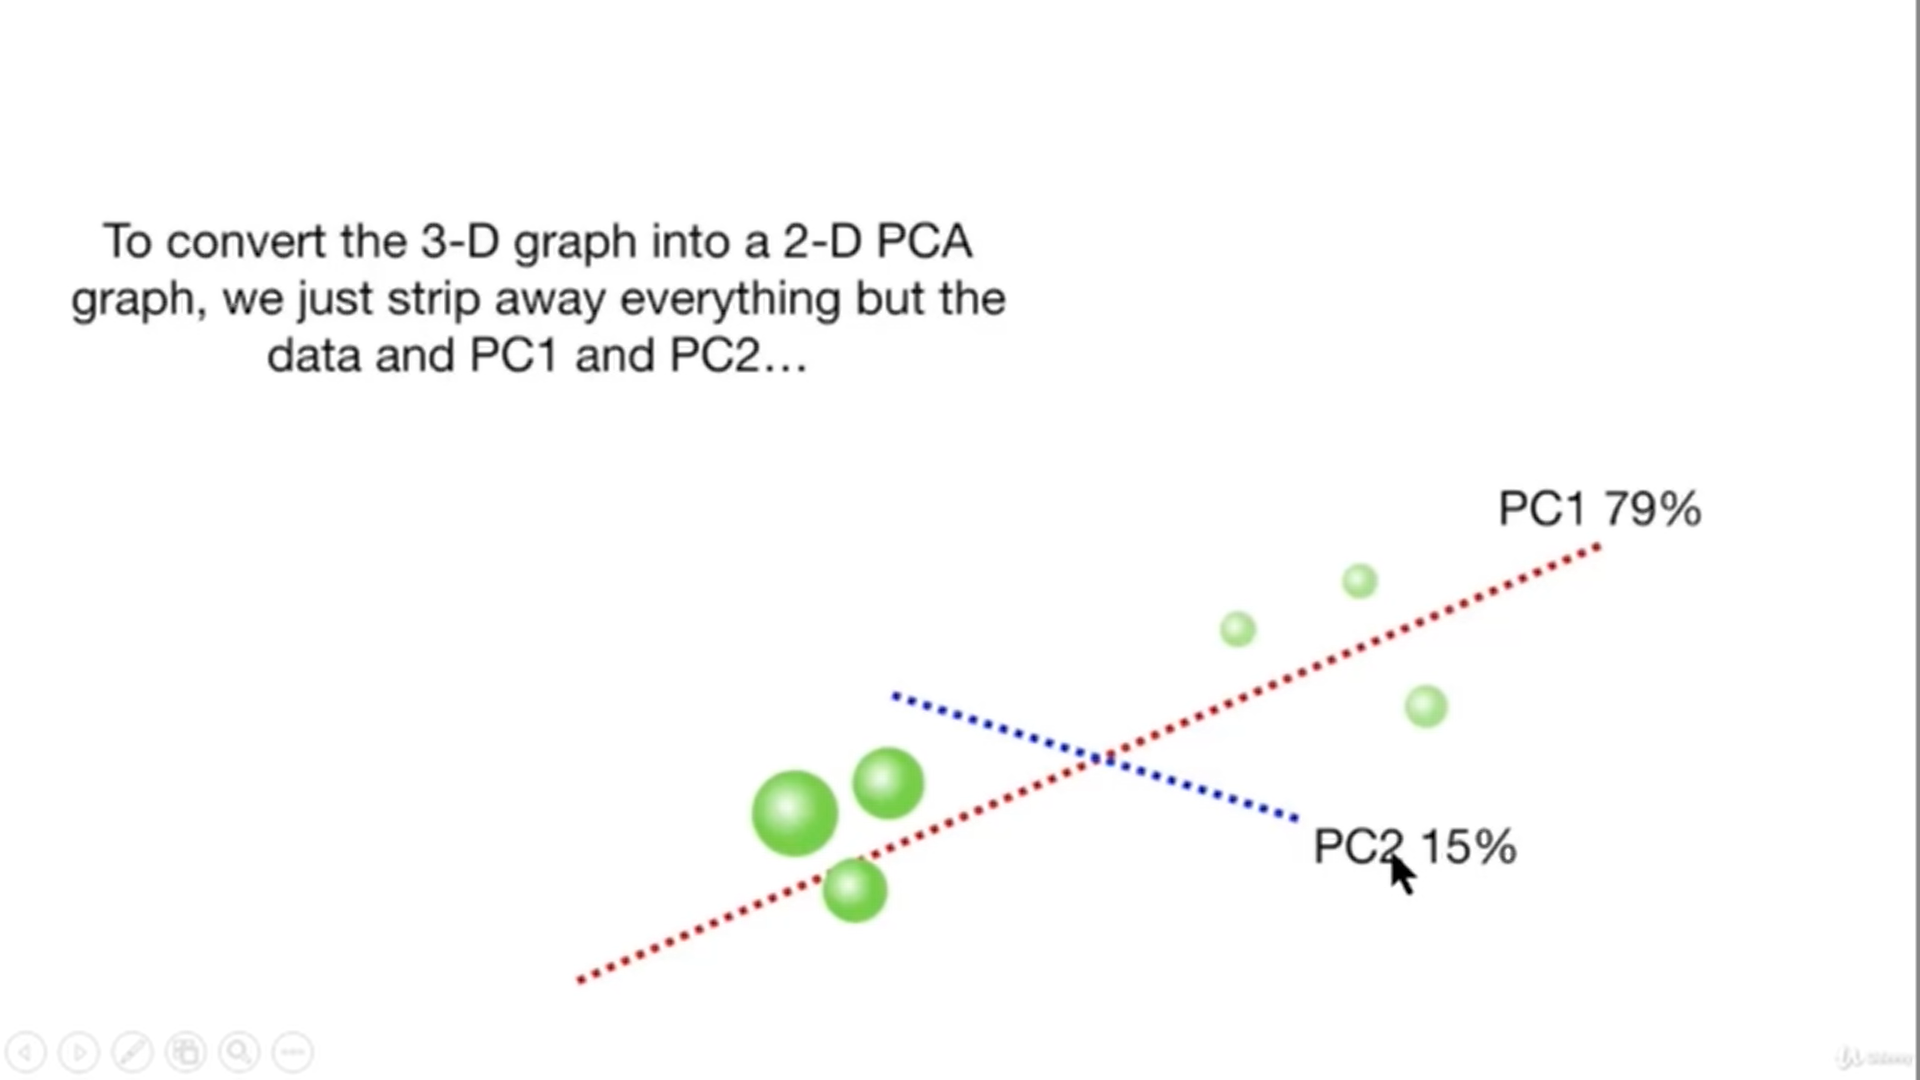 To convert the 3-D graph into a 2-D PCA
graph, we just strip away everything but the
data and PC1 and PC2…
PC1 79%
PC2 15%